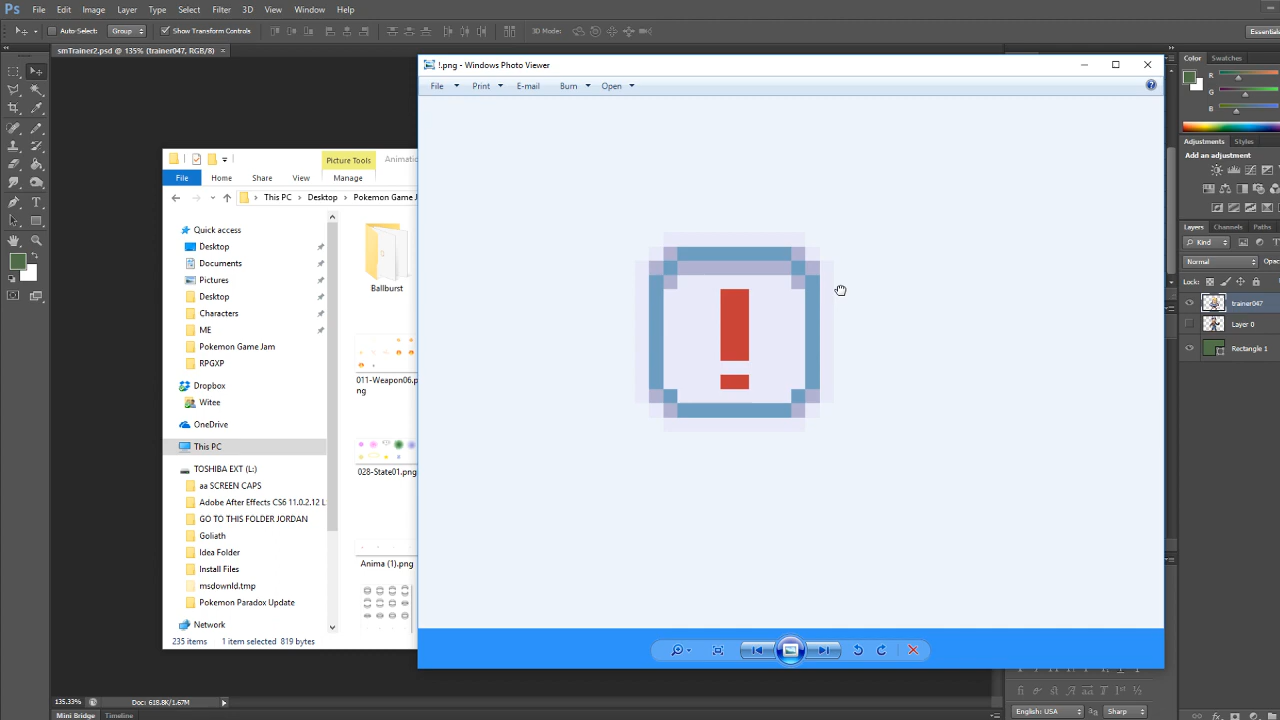 Ps File Edit Image Layer Type Select Filter 3D View Window Help
Auto-Select: Group Show Transform Controls 3D Mode: Essentials
smTrainer2.psd @ 135% (trainer047, RGB/8) ×
!.png - Windows Photo Viewer
File Print E-mail Burn Open
Picture Tools Animatio
File Home Share View Manage
This PC Desktop Pokemon Game J
Quick access
Desktop
Documents
Pictures
Desktop
Characters
ME
Pokemon Game Jam
RPGXP
Dropbox
Witee
OneDrive
This PC
TOSHIBA EXT (L:)
aa SCREEN CAPS
Adobe After Effects CS6 11.0.2.12 L
GO TO THIS FOLDER JORDAN
Goliath
Idea Folder
Install Files
msdownld.tmp
Pokemon Paradox Update
Network
235 items 1 item selected 819 bytes
Ballburst
011-Weapon06.p
ng
028-State01.png
Anima (1).png
!
Color Swatches
R
G
B
Adjustments Styles
Add an adjustment
Layers Channels Paths
Kind
Normal Opac
Lock:
trainer047
Layer 0
Rectangle 1
135.33% Doc: 618.8K/1.67M
Mini Bridge Timeline
English: USA aa Sharp